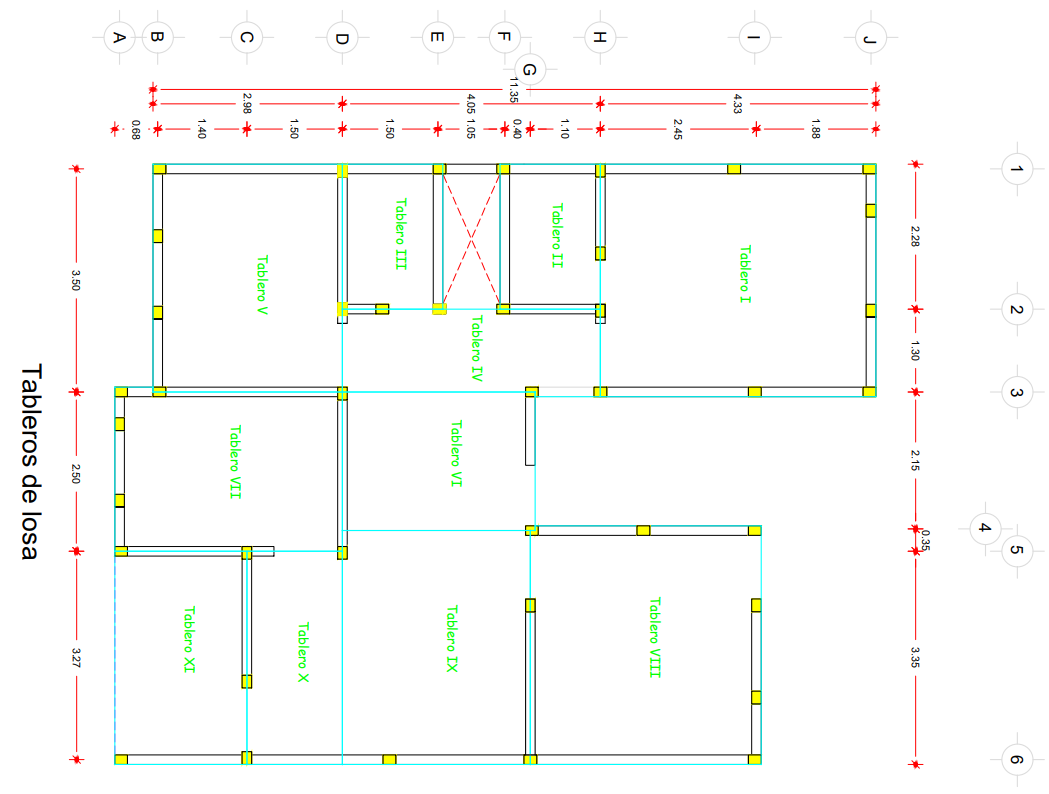 A
B
C
D
E
F
G
H
I
J
11.35
2.98
4.05
4.33
0.68
1.40
1.50
1.50
1.05
0.40
1.10
2.45
1.88
1
2
3
4
5
6
2.28
1.30
2.15
0.35
3.35
3.50
2.50
3.27
Tablero I
Tablero II
Tablero III
Tablero IV
Tablero V
Tablero VI
Tablero VII
Tablero VIII
Tablero IX
Tablero X
Tablero XI
Tableros de losa